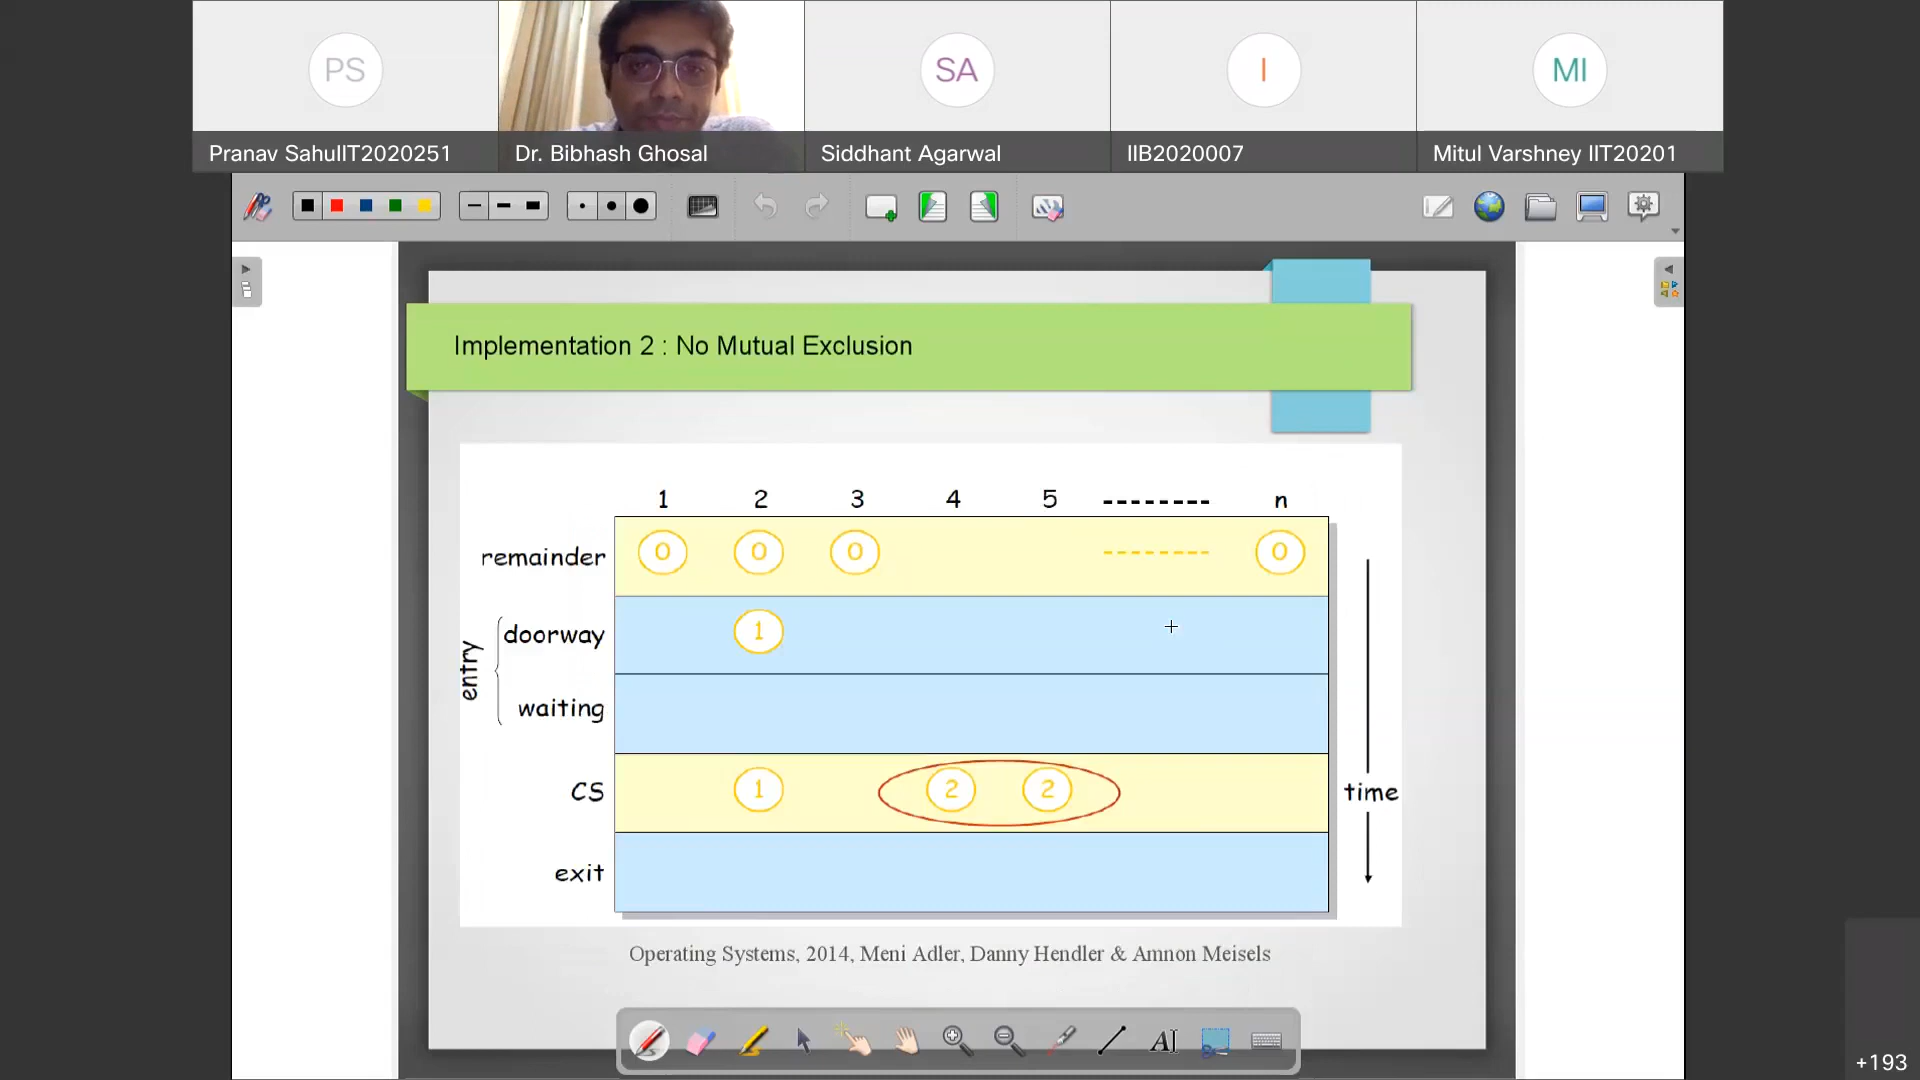 PS
SA
I
MI
Pranav SahuIIT2020251
Dr. Bibhash Ghosal
Siddhant Agarwal
IIB2020007
Mitul Varshney IIT20201
Implementation 2 : No Mutual Exclusion
1 2 3 4 5 -------- n
remainder 0 0 0 -------- 0
entry
doorway 1
waiting
CS 1 2 2
time
exit
Operating Systems, 2014, Meni Adler, Danny Hendler & Amnon Meisels
AI
+193